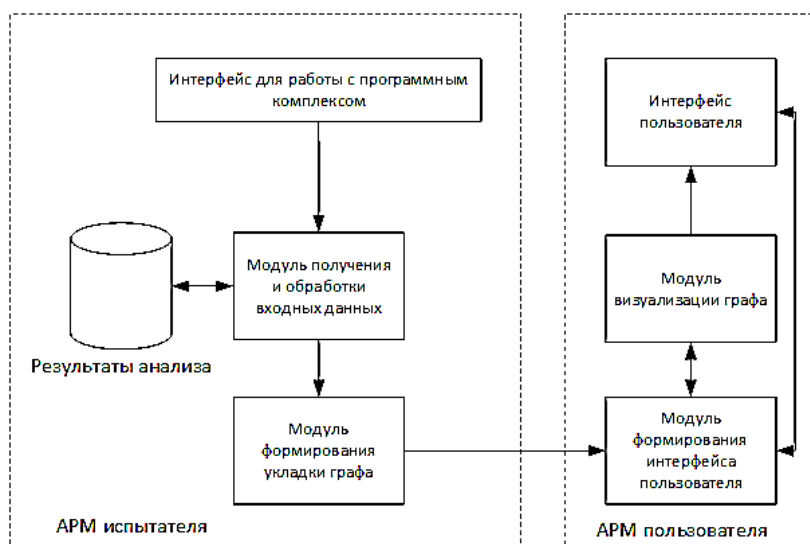 Интерфейс для работы с программным
комплексом
Модуль получения
и обработки
входных данных
Результаты анализа
Модуль
формирования
укладки графа
АРМ испытателя
Интерфейс
пользователя
Модуль
визуализации графа
Модуль
формирования
интерфейса
пользователя
АРМ пользователя